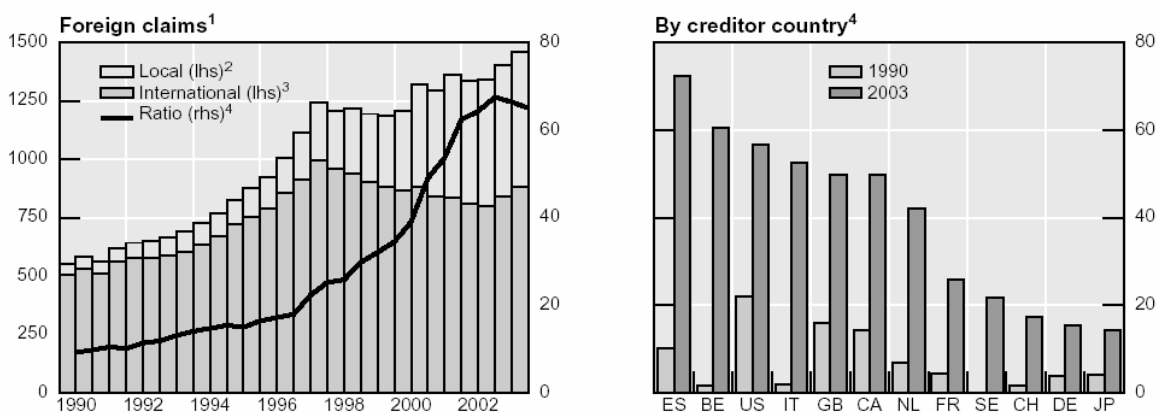 Foreign claims¹
1500
1250
1000
750
500
250
0
80
60
40
20
0
Local (lhs)²
International (lhs)³
Ratio (rhs)⁴
1990 1992 1994 1996 1998 2000 2002
By creditor country⁴
80
60
40
20
0
1990
2003
ES BE US IT GB CA NL FR SE CH DE JP